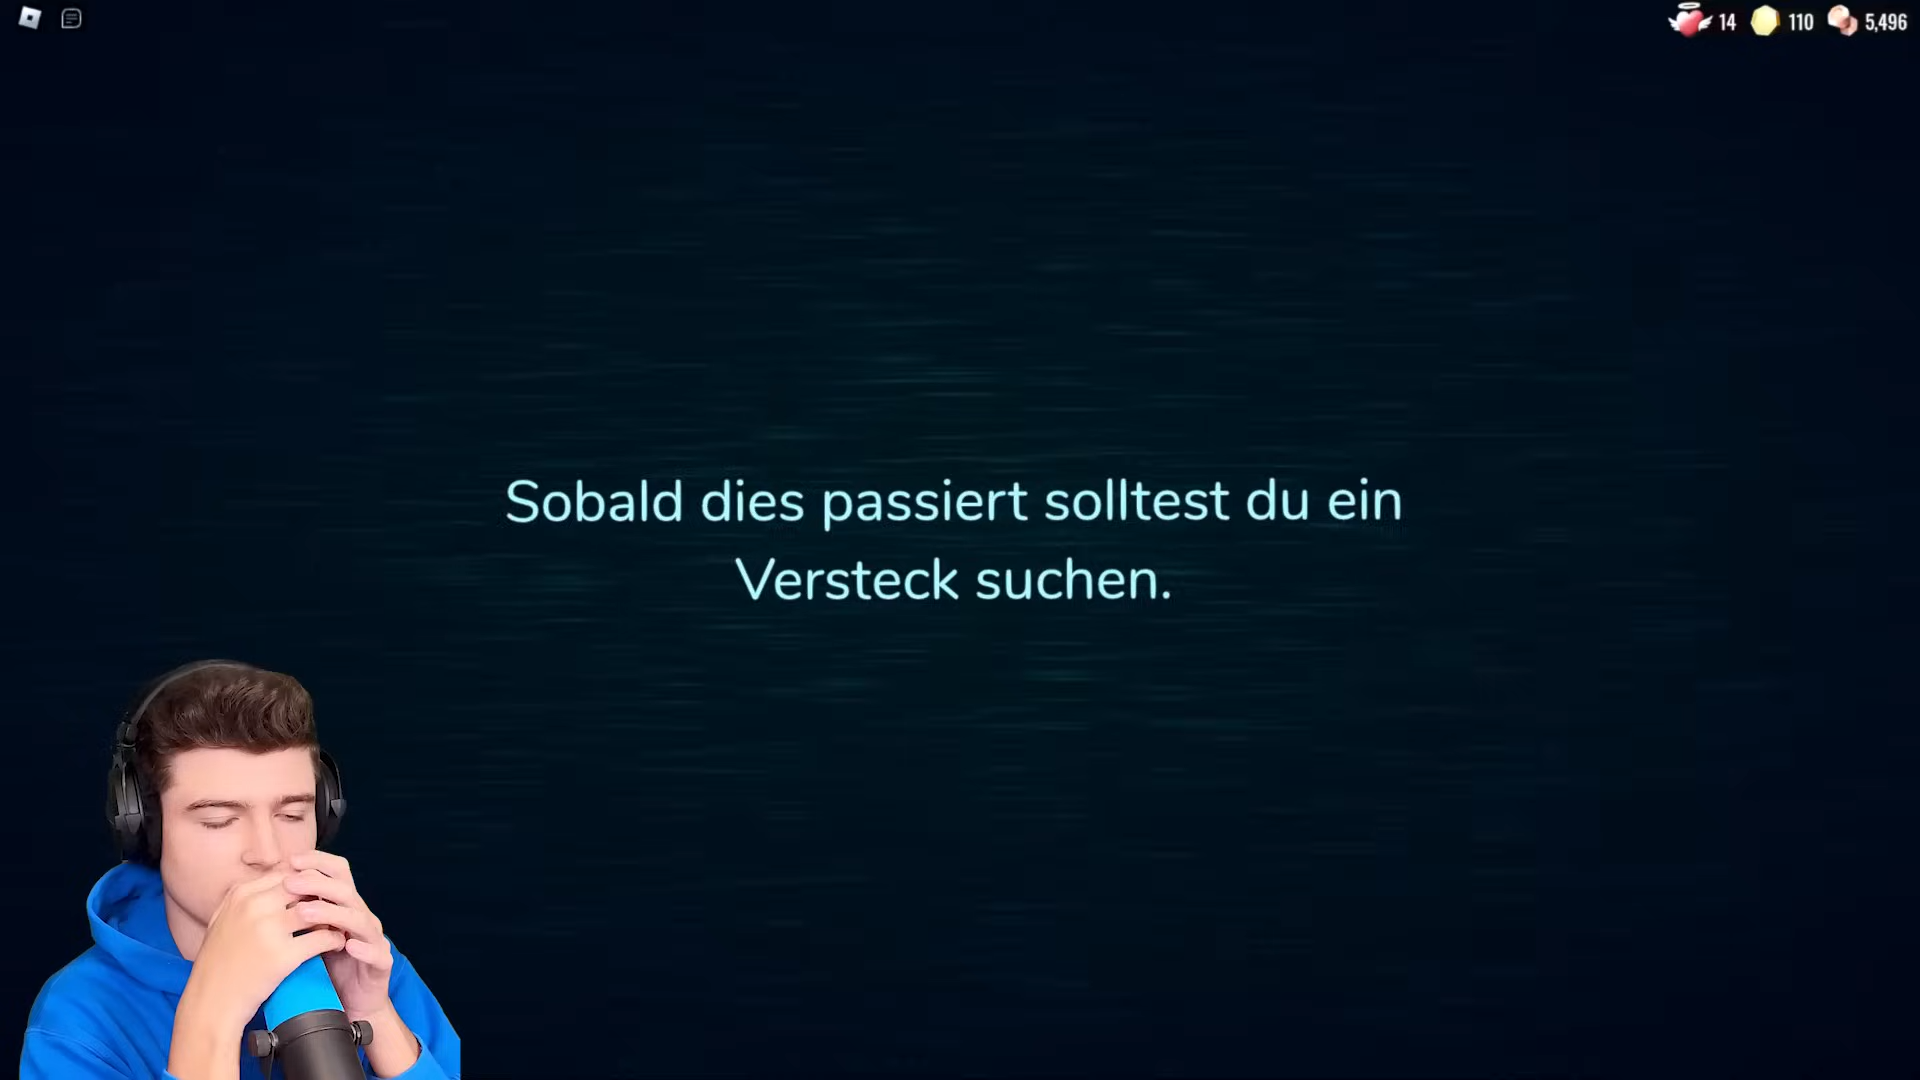 14 110 5,496
Sobald dies passiert solltest du ein
Versteck suchen.